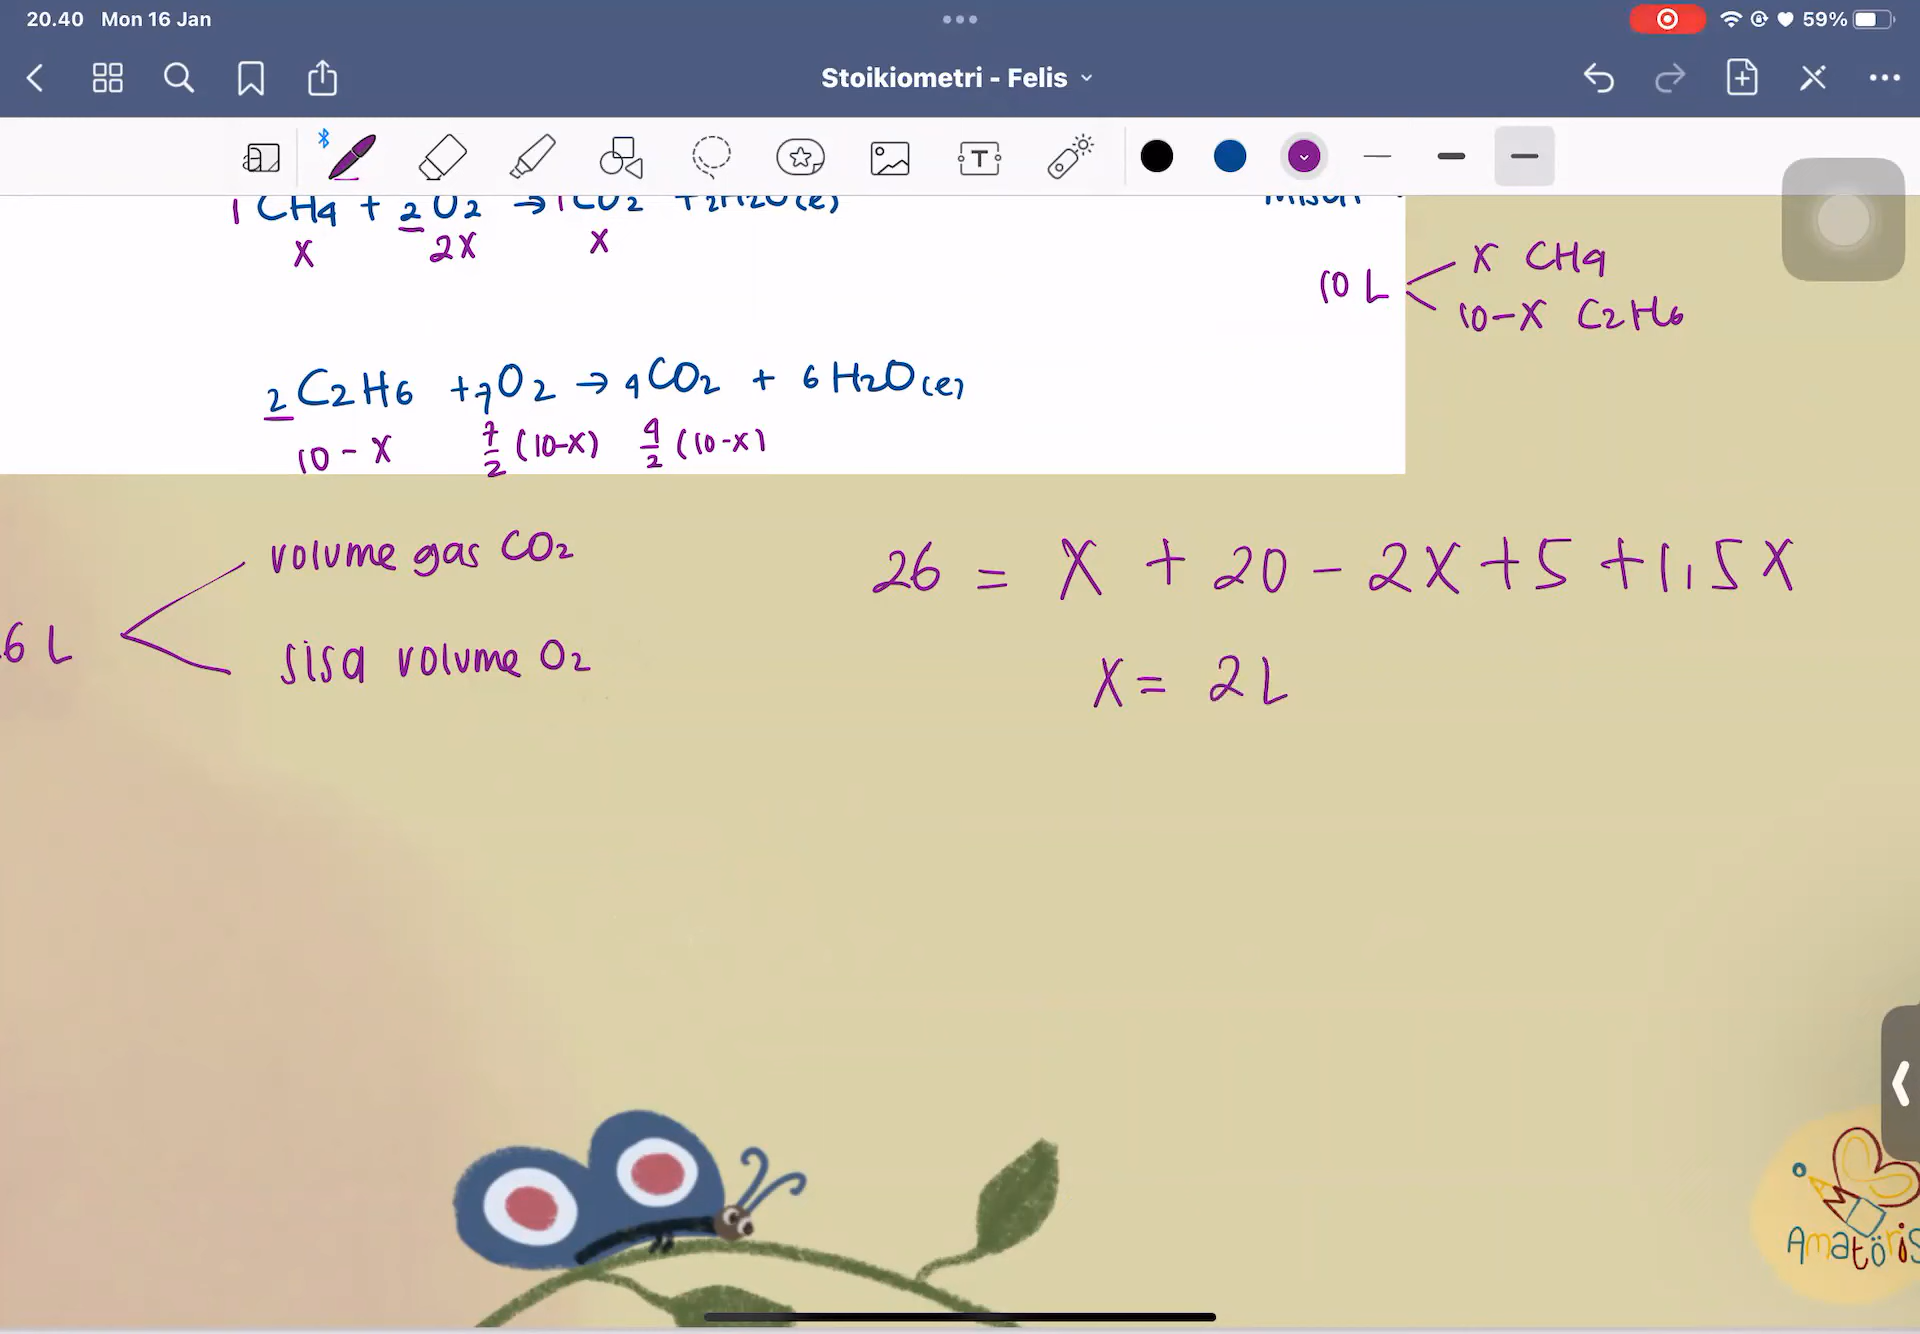 20.40 Mon 16 Jan
59%
Stoikiometri - Felis
1 CH4 + 2 O2 → 1 CO2 + 2 H2O (l)
X 2X X
10 L
X CH4
10-X C2H6
2 C2H6 + 7 O2 → 4 CO2 + 6 H2O (l)
10 - X 7/2 (10-X) 4/2 (10-X)
volume gas CO2
6 L
sisa volume O2
26 = X + 20 - 2X + 5 + 1,5 X
X = 2 L
Amatöris